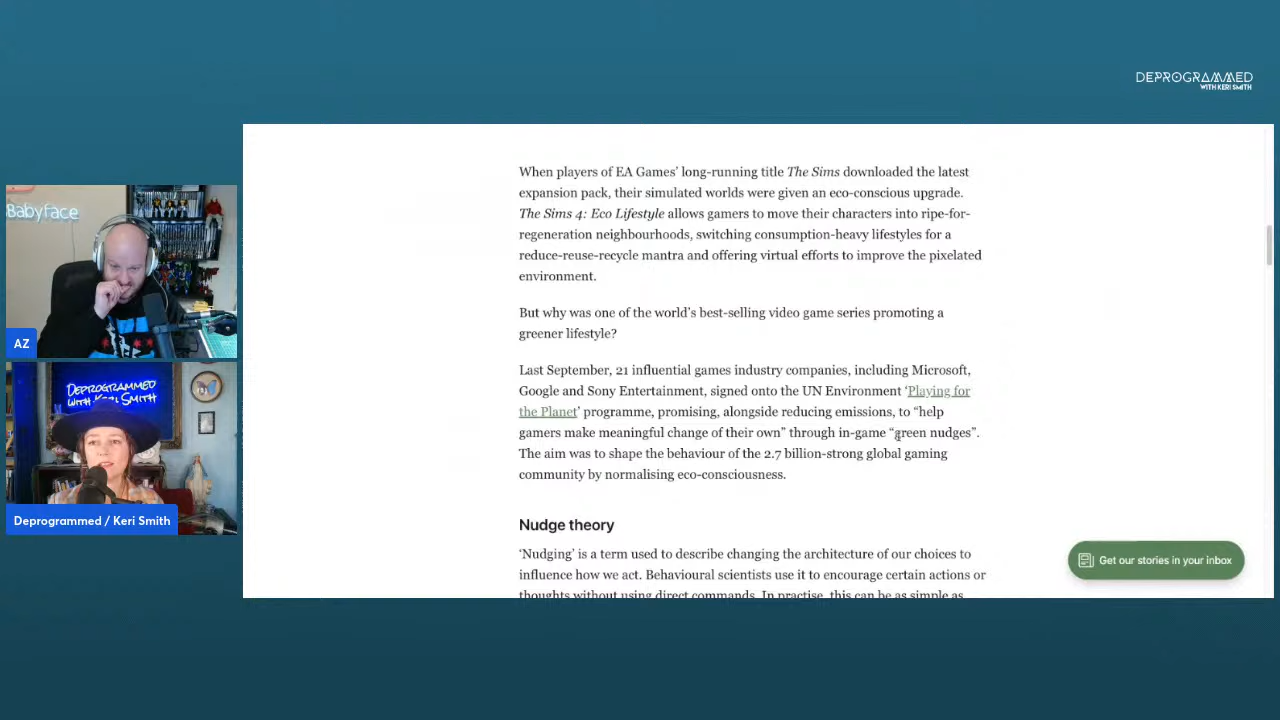 DEPROGRAMMED
WITH KERI SMITH
Babyface
AZ
DEPROGRAMMED
WITH KERI SMITH
Deprogrammed / Keri Smith
When players of EA Games’ long-running title The Sims downloaded the latest
expansion pack, their simulated worlds were given an eco-conscious upgrade.
The Sims 4: Eco Lifestyle allows gamers to move their characters into ripe-for-
regeneration neighbourhoods, switching consumption-heavy lifestyles for a
reduce-reuse-recycle mantra and offering virtual efforts to improve the pixelated
environment.
But why was one of the world’s best-selling video game series promoting a
greener lifestyle?
Last September, 21 influential games industry companies, including Microsoft,
Google and Sony Entertainment, signed onto the UN Environment ‘Playing for
the Planet’ programme, promising, alongside reducing emissions, to “help
gamers make meaningful change of their own” through in-game “green nudges”.
The aim was to shape the behaviour of the 2.7 billion-strong global gaming
community by normalising eco-consciousness.
Nudge theory
‘Nudging’ is a term used to describe changing the architecture of our choices to
influence how we act. Behavioural scientists use it to encourage certain actions or
thoughts without using direct commands. In practise, this can be as simple as
Get our stories in your inbox